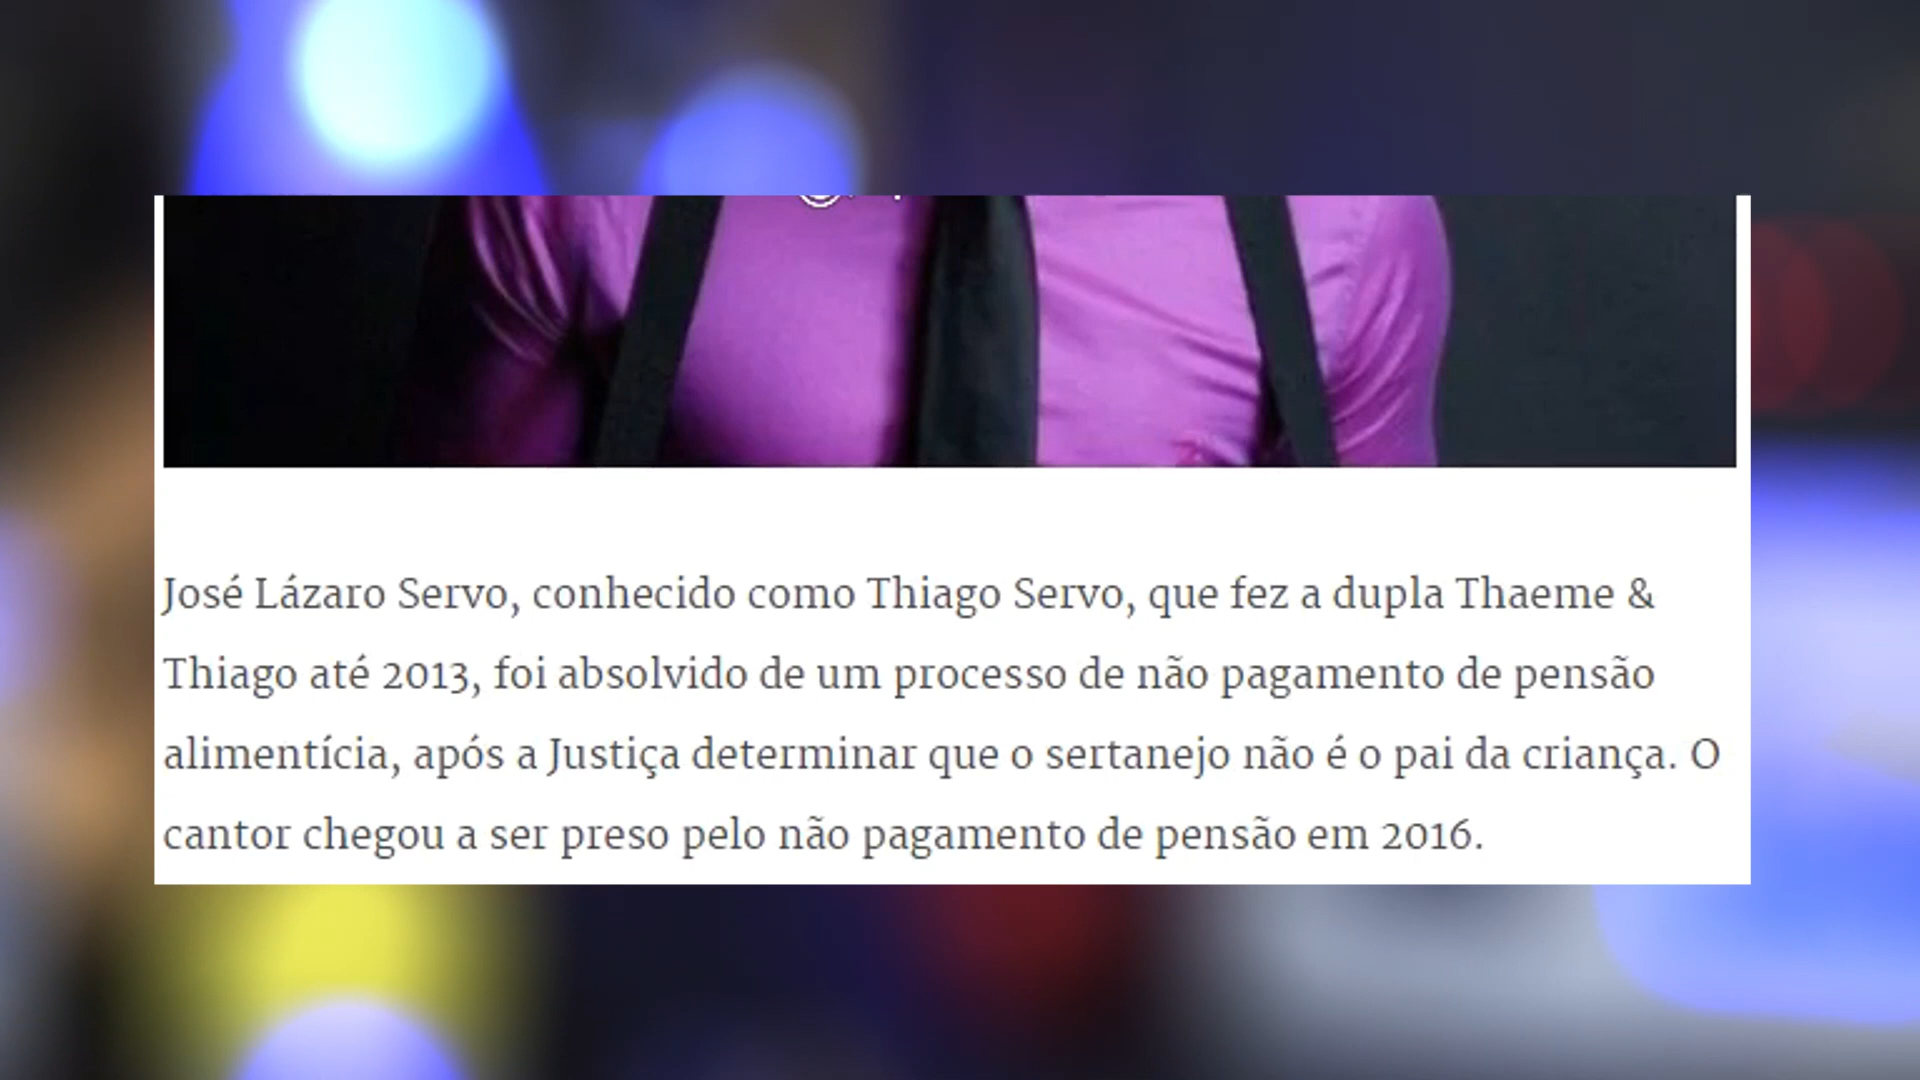 José Lázaro Servo, conhecido como Thiago Servo, que fez a dupla Thaeme &
Thiago até 2013, foi absolvido de um processo de não pagamento de pensão
alimentícia, após a Justiça determinar que o sertanejo não é o pai da criança. O
cantor chegou a ser preso pelo não pagamento de pensão em 2016.